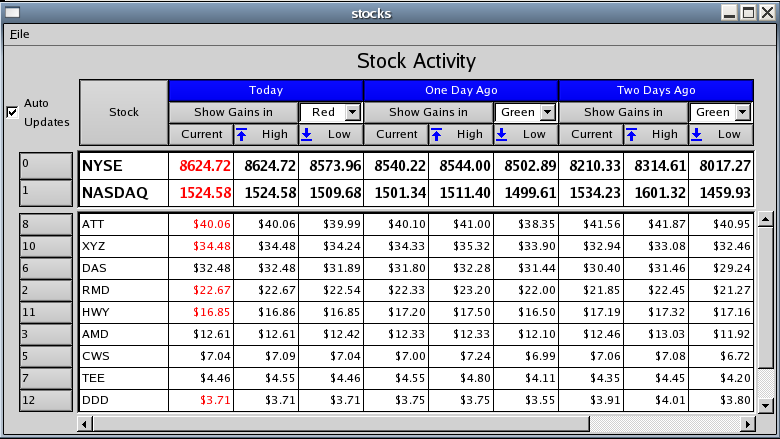 stocks
File
Stock Activity
Auto Updates
Stock Today One Day Ago Two Days Ago
Show Gains in Red Show Gains in Green Show Gains in Green
Current High Low Current High Low Current High Low
0 NYSE 8624.72 8624.72 8573.96 8540.22 8544.00 8502.89 8210.33 8314.61 8017.27
1 NASDAQ 1524.58 1524.58 1509.68 1501.34 1511.40 1499.61 1534.23 1601.32 1459.93
8 ATT $40.06 $40.06 $39.99 $40.10 $41.00 $38.35 $41.56 $41.87 $40.95
10 XYZ $34.48 $34.48 $34.24 $34.33 $35.32 $33.90 $32.94 $33.08 $32.46
6 DAS $32.48 $32.48 $31.89 $31.80 $32.28 $31.44 $30.40 $31.46 $29.24
2 RMD $22.67 $22.67 $22.54 $22.33 $23.20 $22.00 $21.85 $22.45 $21.27
11 HWY $16.85 $16.86 $16.85 $17.20 $17.50 $16.50 $17.19 $17.32 $17.16
3 AMD $12.61 $12.61 $12.42 $12.33 $12.33 $12.10 $12.46 $13.03 $11.92
5 CWS $7.04 $7.09 $7.04 $7.00 $7.24 $6.99 $7.06 $7.08 $6.72
7 TEE $4.46 $4.55 $4.46 $4.55 $4.80 $4.11 $4.35 $4.45 $4.20
12 DDD $3.71 $3.71 $3.71 $3.75 $3.75 $3.55 $3.91 $4.01 $3.80